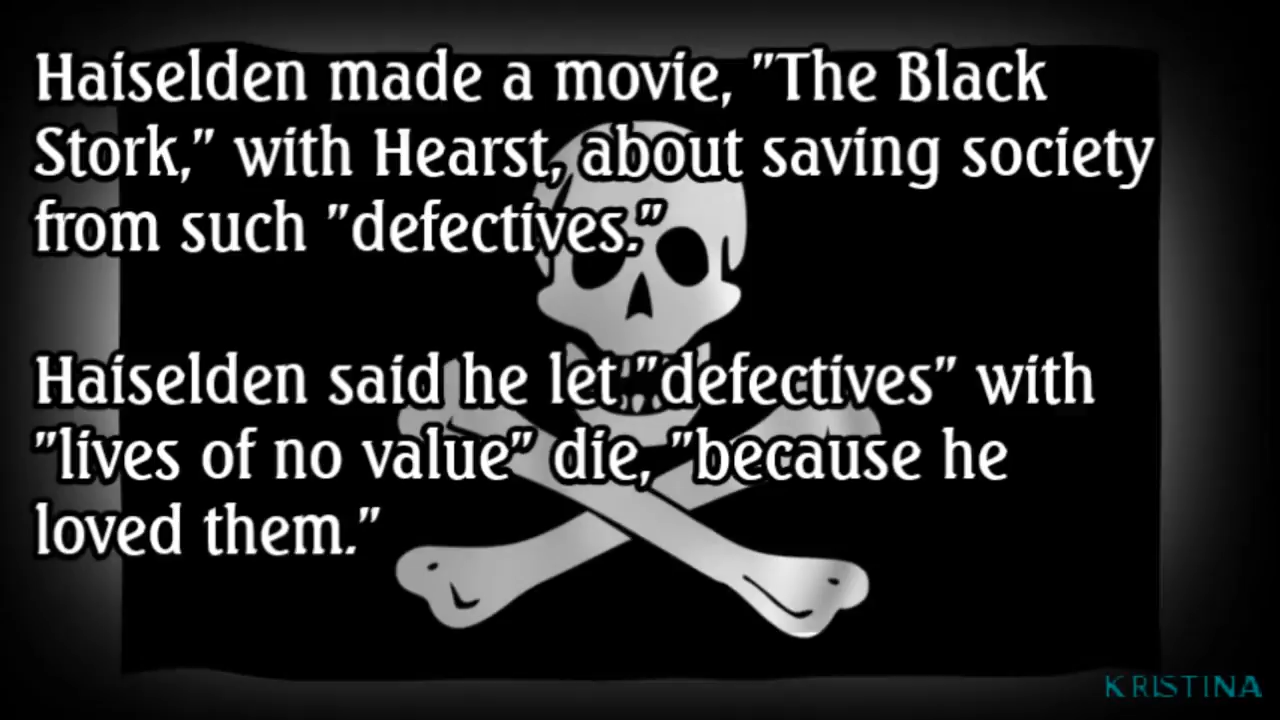 Haiselden made a movie, "The Black
Stork," with Hearst, about saving society
from such "defectives."
Haiselden said he let "defectives" with
"lives of no value" die, "because he
loved them."
KRISTINA